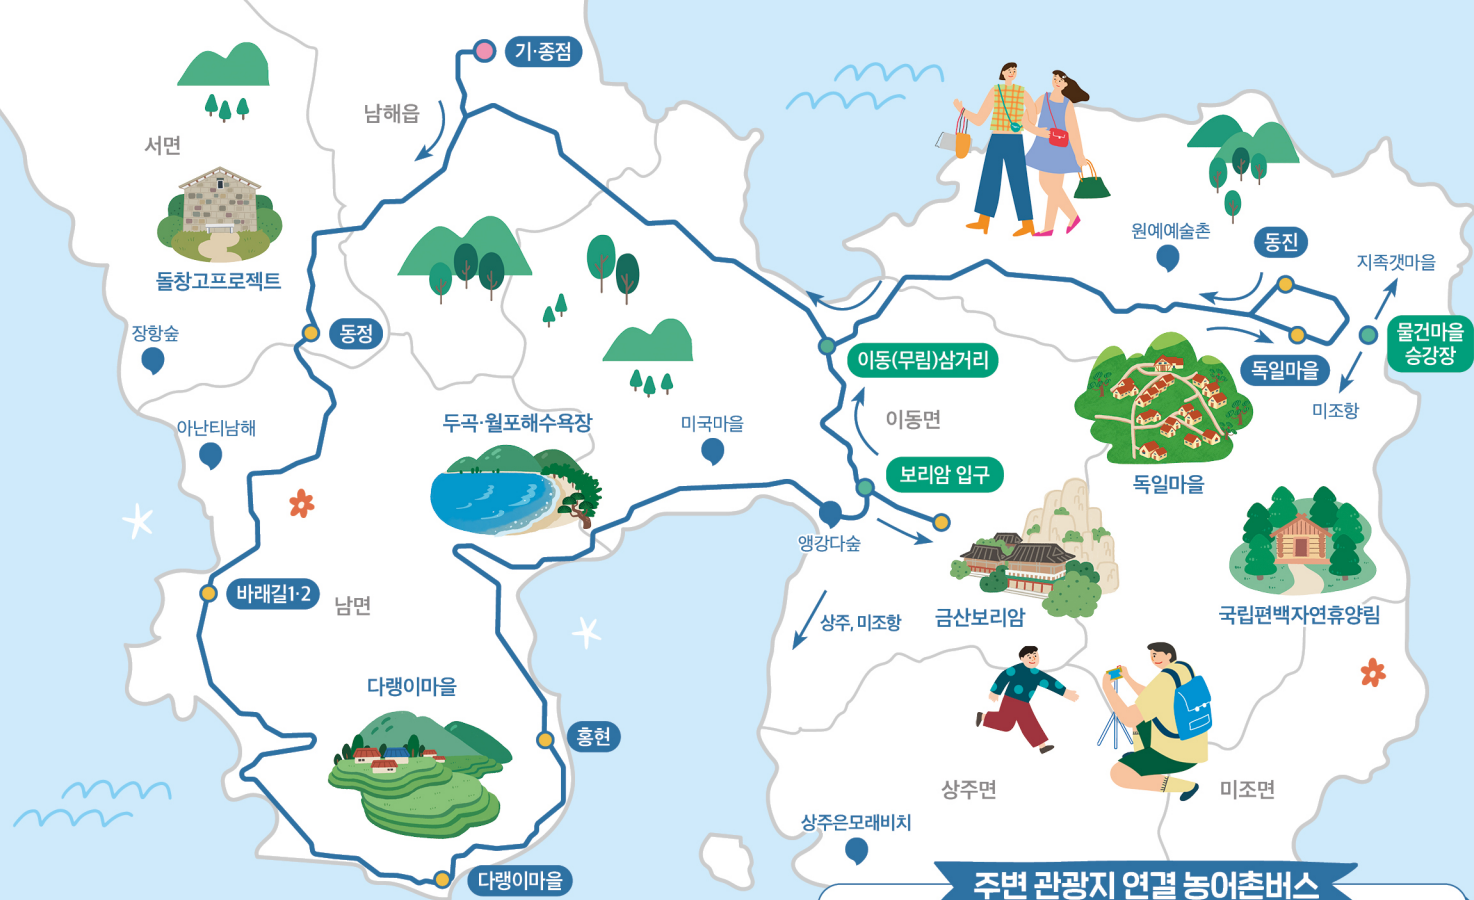 기·종점
남해읍
서면
돌창고프로젝트
장항숲
동정
아난티남해
두곡·월포해수욕장
미국마을
바래길1·2
남면
다랭이마을
홍현
다랭이마을
원예예술촌
동진
지족갯마을
물건마을
승강장
독일마을
미조항
이동(무림)삼거리
이동면
보리암 입구
독일마을
앵강다숲
상주, 미조항
금산보리암
국립편백자연휴양림
상주면
미조면
상주은모래비치
주변 관광지 연결 농어촌버스